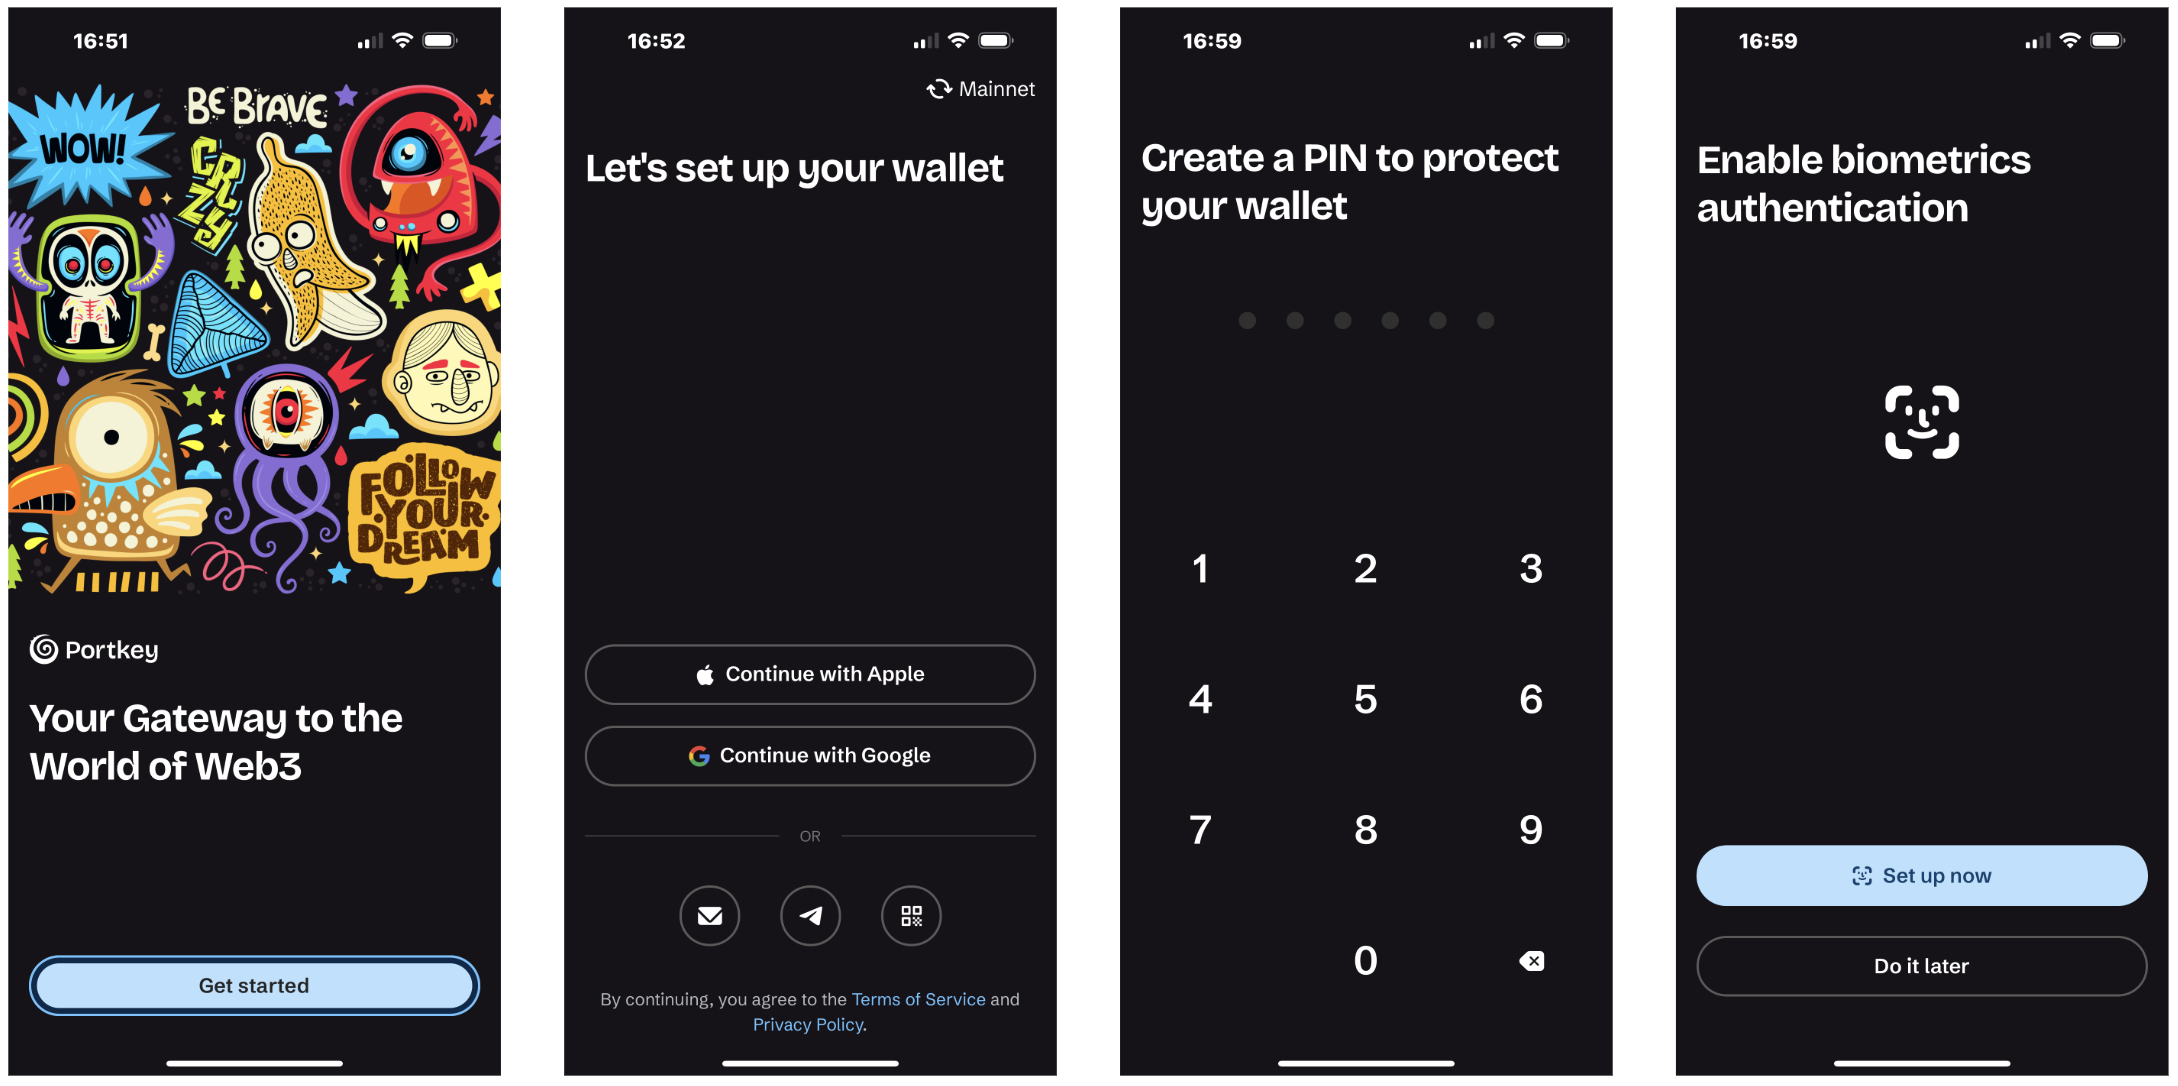 16:51
WOW!
BE BRAVE
CRZY
FOLLOW
YOUR
DREAM
Portkey
Your Gateway to the
World of Web3
Get started
16:52
Mainnet
Let's set up your wallet
Continue with Apple
Continue with Google
OR
By continuing, you agree to the Terms of Service and
Privacy Policy.
16:59
Create a PIN to protect
your wallet
1 2 3
4 5 6
7 8 9
0
16:59
Enable biometrics
authentication
Set up now
Do it later